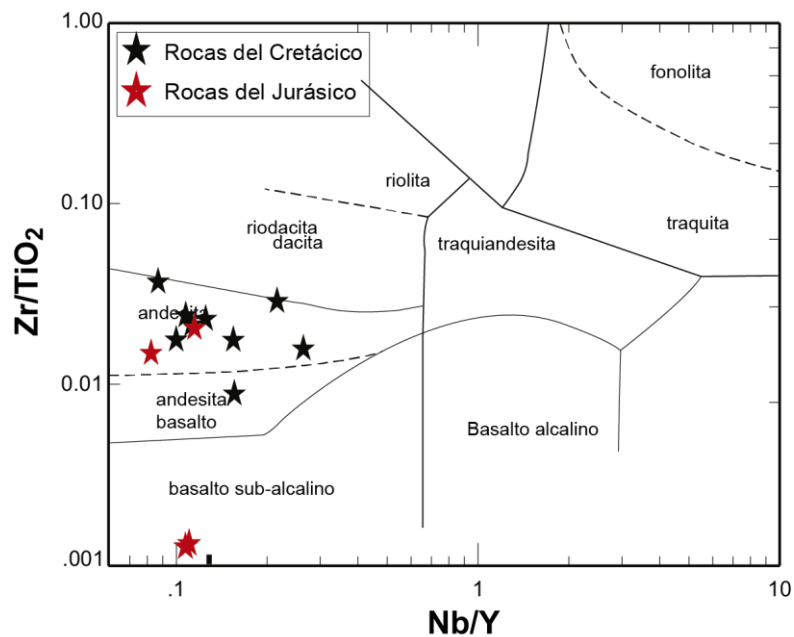 1.00
Rocas del Cretácico
Rocas del Jurásico
fonolita
riolita
0.10
traquita
riodacita
dacita
traquiandesita
Zr/TiO2
andesita
0.01
andesita
basalto
Basalto alcalino
basalto sub-alcalino
.001
.1
1
10
Nb/Y